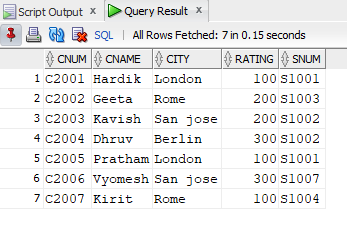 Script Output × Query Result ×
SQL | All Rows Fetched: 7 in 0.15 seconds
CNUM CNAME CITY RATING SNUM
1 C2001 Hardik London 100 S1001
2 C2002 Geeta Rome 200 S1003
3 C2003 Kavish San jose 200 S1002
4 C2004 Dhruv Berlin 300 S1002
5 C2005 Pratham London 100 S1001
6 C2006 Vyomesh San jose 300 S1007
7 C2007 Kirit Rome 100 S1004